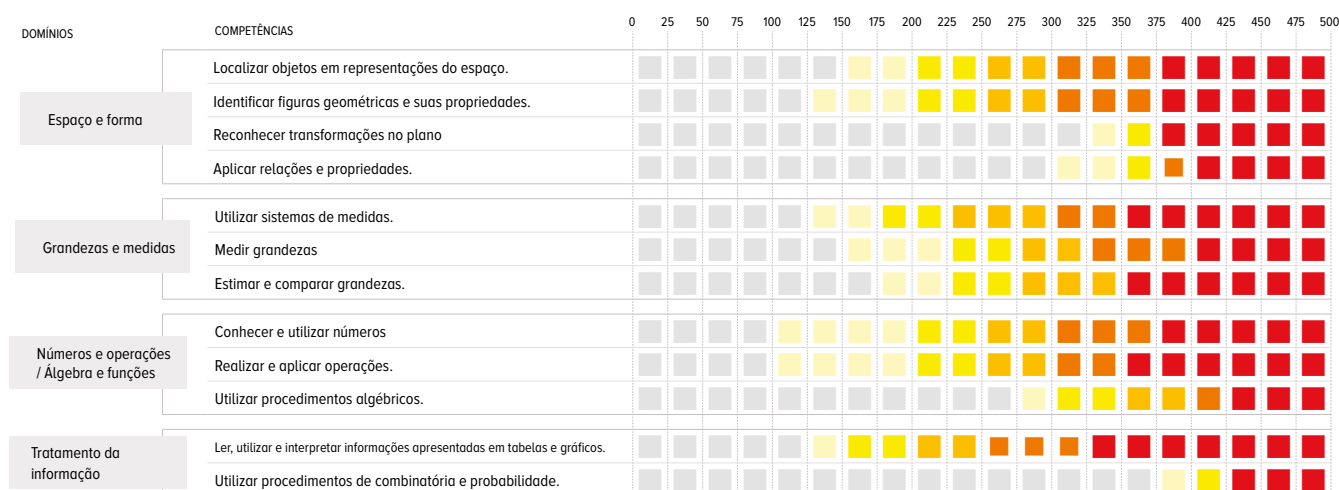 DOMÍNIOS
COMPETÊNCIAS
0 25 50 75 100 125 150 175 200 225 250 275 300 325 350 375 400 425 450 475 500
Espaço e forma
Localizar objetos em representações do espaço.
Identificar figuras geométricas e suas propriedades.
Reconhecer transformações no plano
Aplicar relações e propriedades.
Grandezas e medidas
Utilizar sistemas de medidas.
Medir grandezas
Estimar e comparar grandezas.
Números e operações
/ Álgebra e funções
Conhecer e utilizar números
Realizar e aplicar operações.
Utilizar procedimentos algébricos.
Tratamento da
informação
Ler, utilizar e interpretar informações apresentadas em tabelas e gráficos.
Utilizar procedimentos de combinatória e probabilidade.